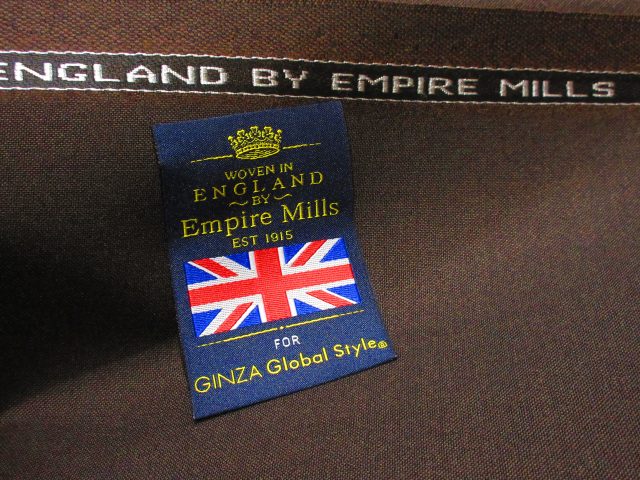 ENGLAND BY EMPIRE MILLS
WOVEN IN
ENGLAND
~BY~
Empire Mills
EST 1915
FOR
GINZA Global Style®